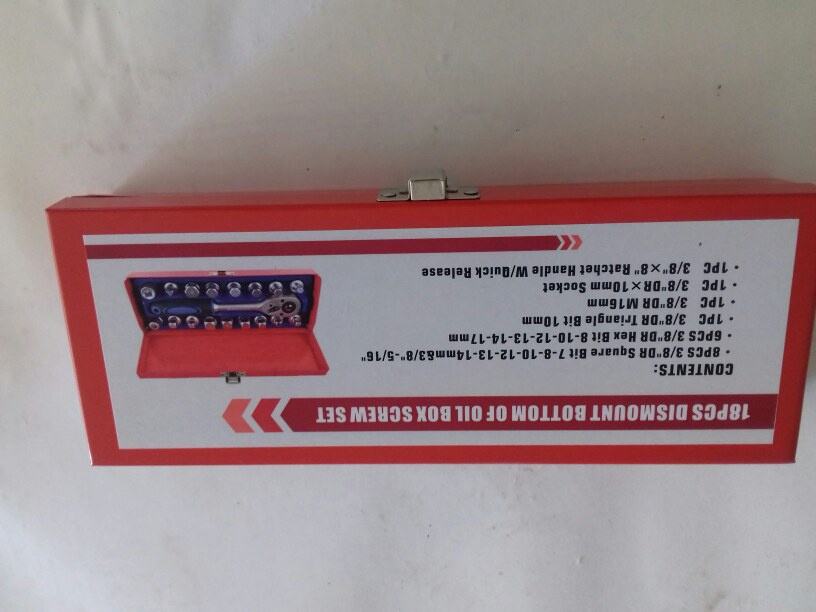 18PCS DISMOUNT BOTTOM OF OIL BOX SCREW SET
CONTENTS:
• 8PCS 3/8"DR Square Bit 7-8-10-12-13-14mm&3/8"-5/16"
• 6PCS 3/8"DR Hex Bit 8-10-12-13-14-17mm
• 1PC 3/8"DR Triangle Bit 10mm
• 1PC 3/8"DR M16mm
• 1PC 3/8"DR×10mm Socket
• 1PC 3/8"×8" Ratchet Handle W/Quick Release